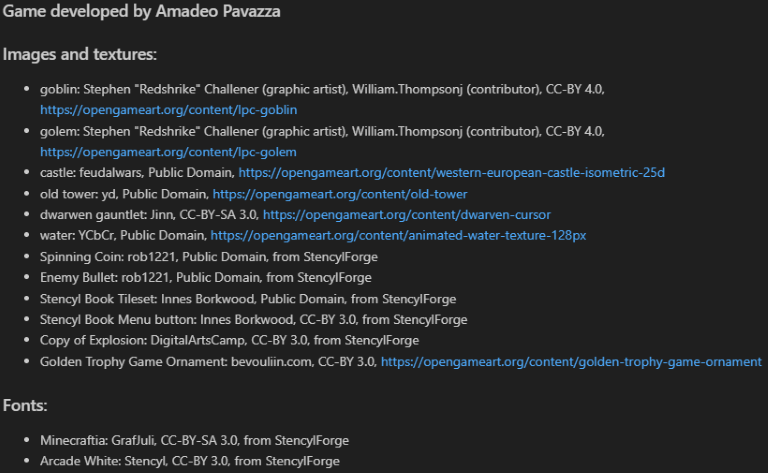 Game developed by Amadeo Pavazza
Images and textures:
• goblin: Stephen "Redshrike" Challener (graphic artist), William.Thompsonj (contributor), CC-BY 4.0,
https://opengameart.org/content/lpc-goblin
• golem: Stephen "Redshrike" Challener (graphic artist), William.Thompsonj (contributor), CC-BY 4.0,
https://opengameart.org/content/lpc-golem
• castle: feudalwars, Public Domain, https://opengameart.org/content/western-european-castle-isometric-25d
• old tower: yd, Public Domain, https://opengameart.org/content/old-tower
• dwarwen gauntlet: Jinn, CC-BY-SA 3.0, https://opengameart.org/content/dwarven-cursor
• water: YCbCr, Public Domain, https://opengameart.org/content/animated-water-texture-128px
• Spinning Coin: rob1221, Public Domain, from StencylForge
• Enemy Bullet: rob1221, Public Domain, from StencylForge
• Stencyl Book Tileset: Innes Borkwood, Public Domain, from StencylForge
• Stencyl Book Menu button: Innes Borkwood, CC-BY 3.0, from StencylForge
• Copy of Explosion: DigitalArtsCamp, CC-BY 3.0, from StencylForge
• Golden Trophy Game Ornament: bevouliin.com, CC-BY 3.0, https://opengameart.org/content/golden-trophy-game-ornament
Fonts:
• Minecraftia: GrafJuli, CC-BY-SA 3.0, from StencylForge
• Arcade White: Stencyl, CC-BY 3.0, from StencylForge